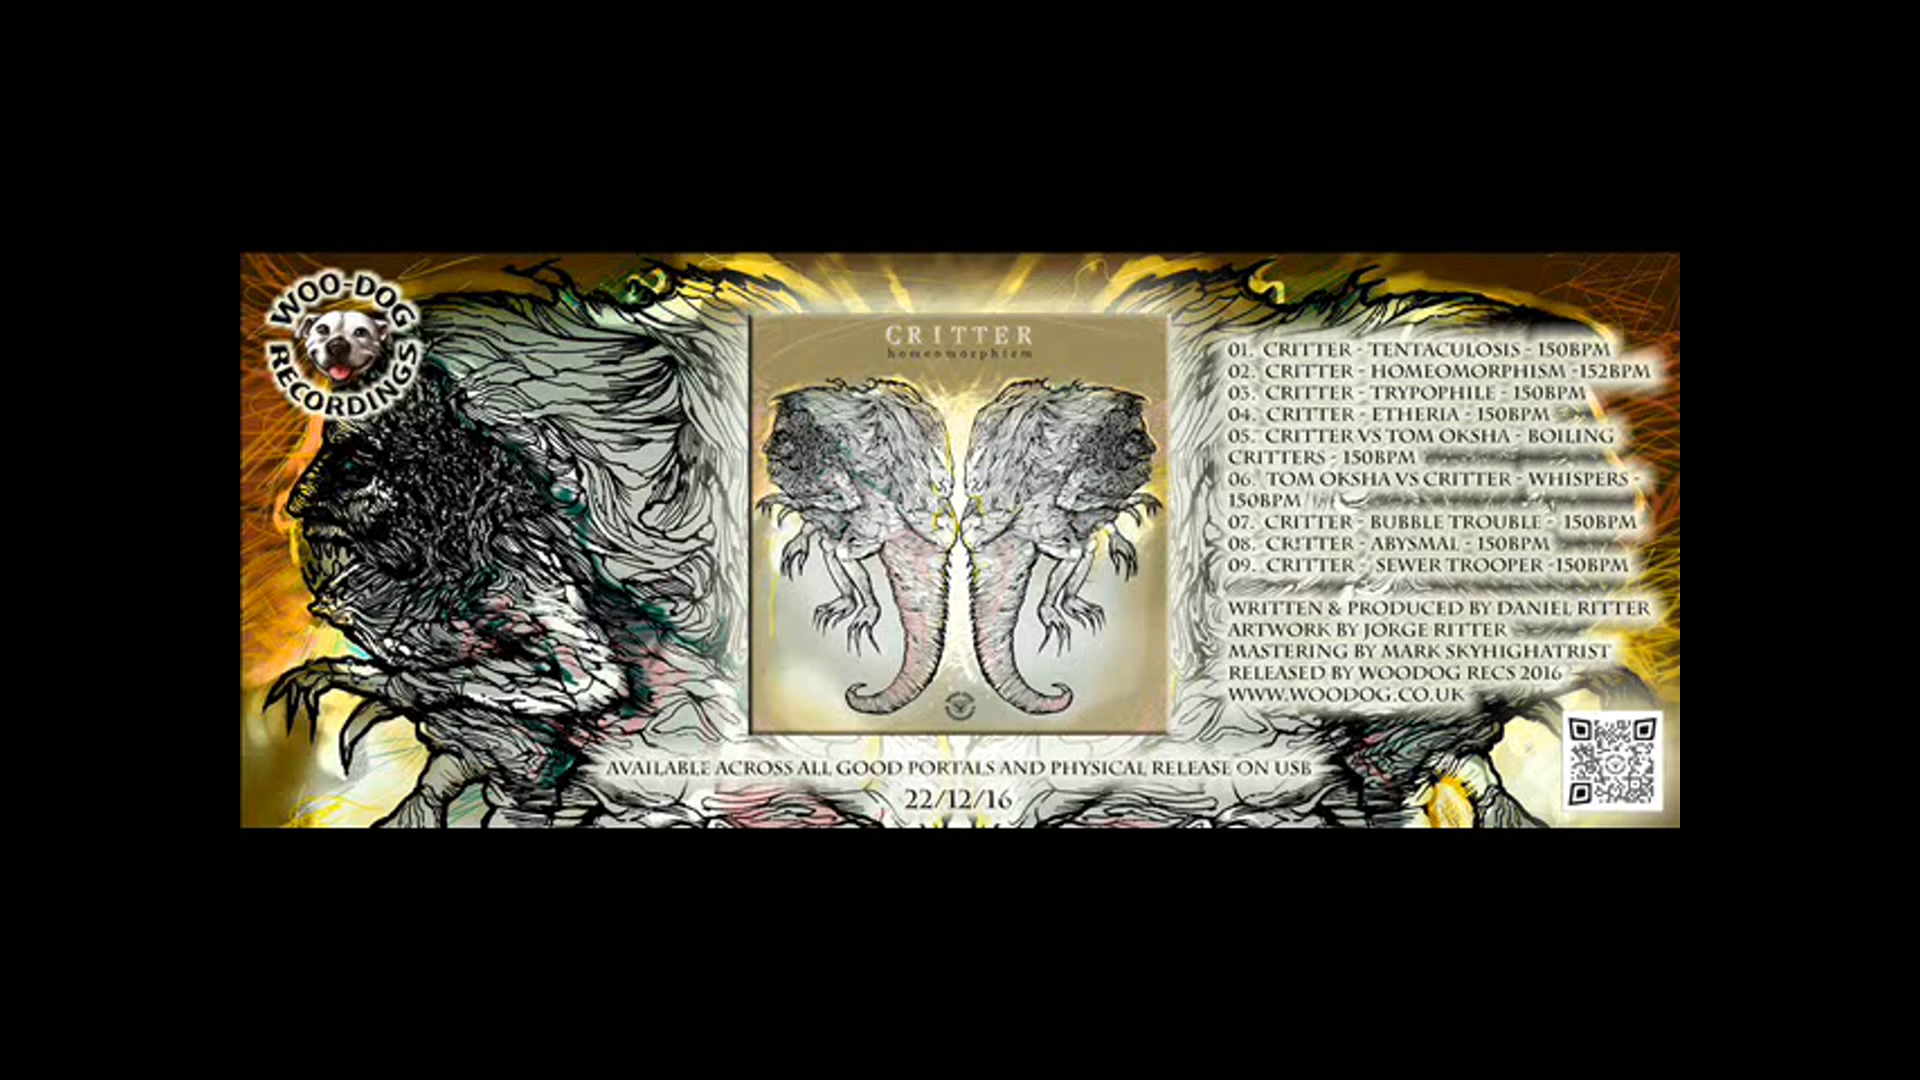 WOO-DOG
RECORDINGS
CRITTER
homeomorphism
01. CRITTER - TENTACULOSIS - 150BPM
02. CRITTER - HOMEOMORPHISM -152BPM
03. CRITTER - TRYPOPHILE - 150BPM
04. CRITTER - ETHERIA - 150BPM
05. CRITTER VS TOM OKSHA - BOILING
CRITTERS - 150BPM
06. TOM OKSHA VS CRITTER - WHISPERS -
150BPM
07. CRITTER - BUBBLE TROUBLE - 150BPM
08. CRITTER - ABYSMAL - 150BPM
09. CRITTER - SEWER TROOPER -150BPM
WRITTEN & PRODUCED BY DANIEL RITTER
ARTWORK BY JORGE RITTER
MASTERING BY MARK SKYHIGHATRIST
RELEASED BY WOODOG RECS 2016
WWW.WOODOG.CO.UK
AVAILABLE ACROSS ALL GOOD PORTALS AND PHYSICAL RELEASE ON USB
22/12/16